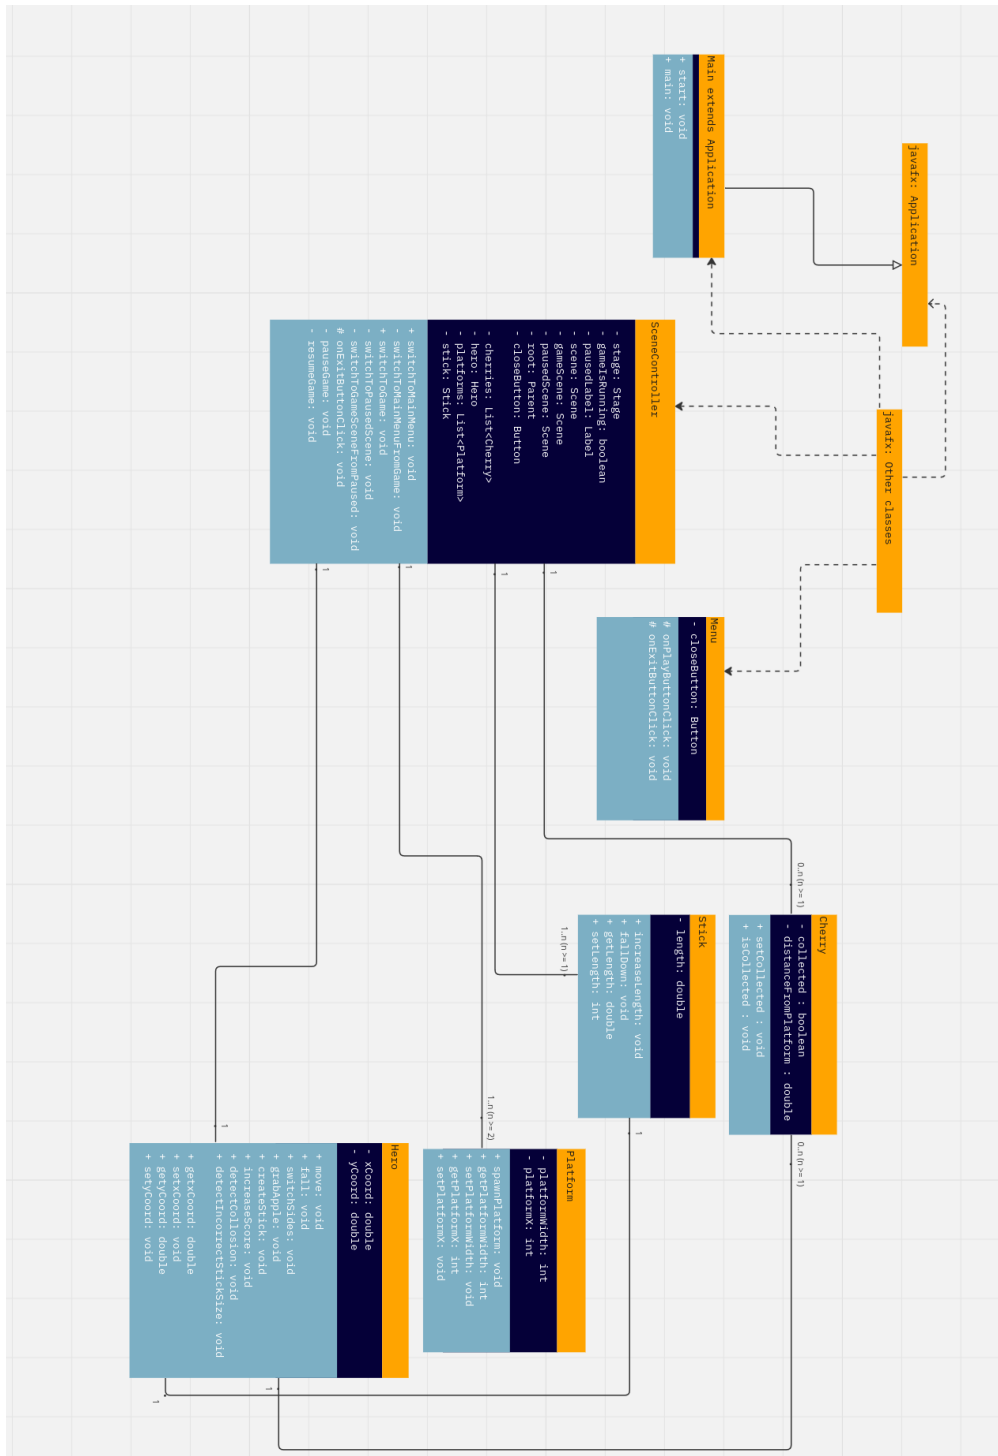 javafx: Application
Main extends Application
+ start: void
+ main: void
javafx: Other classes
SceneController
- stage: Stage
- gameIsRunning: boolean
- pausedLabel: Label
- scene: Scene
- gameScene: Scene
- pausedScene: Scene
- root: Parent
- closeButton: Button
- cherries: List<Cherry>
- hero: Hero
- platforms: List<Platform>
- stick: Stick
+ switchToMainMenu: void
- switchToMainMenuFromGame: void
+ switchToGame: void
- switchToPausedScene: void
- switchToGameSceneFromPaused: void
# onExitButtonClick: void
- pauseGame: void
- resumeGame: void
Menu
- closeButton: Button
# onPlayButtonClick: void
# onExitButtonClick: void
1
1
1
1
0..n (n >= 1)
Cherry
- collected : boolean
- distanceFromPlatform : double
+ setCollected : void
+ isCollected : void
0..n (n >= 1)
1..n (n >= 1)
Stick
- length: double
+ increaseLength: void
+ fallDown: void
+ getLength: double
+ setLength: int
1
1..n (n >= 2)
Platform
- platformWidth: int
- platformX: int
+ spawnPlatform: void
+ getPlatformWidth: int
+ setPlatformWidth: void
+ getPlatformX: int
+ setPlatformX: void
1
Hero
- xCoord: double
- yCoord: double
+ move: void
+ fall: void
+ switchSides: void
+ grabApple: void
+ createStick: void
+ increaseScore: void
+ detectCollosion: void
+ detectIncorrectStickSize: void
+ getxCoord: double
+ setxCoord: void
+ getyCoord: double
+ setyCoord: void
1
1